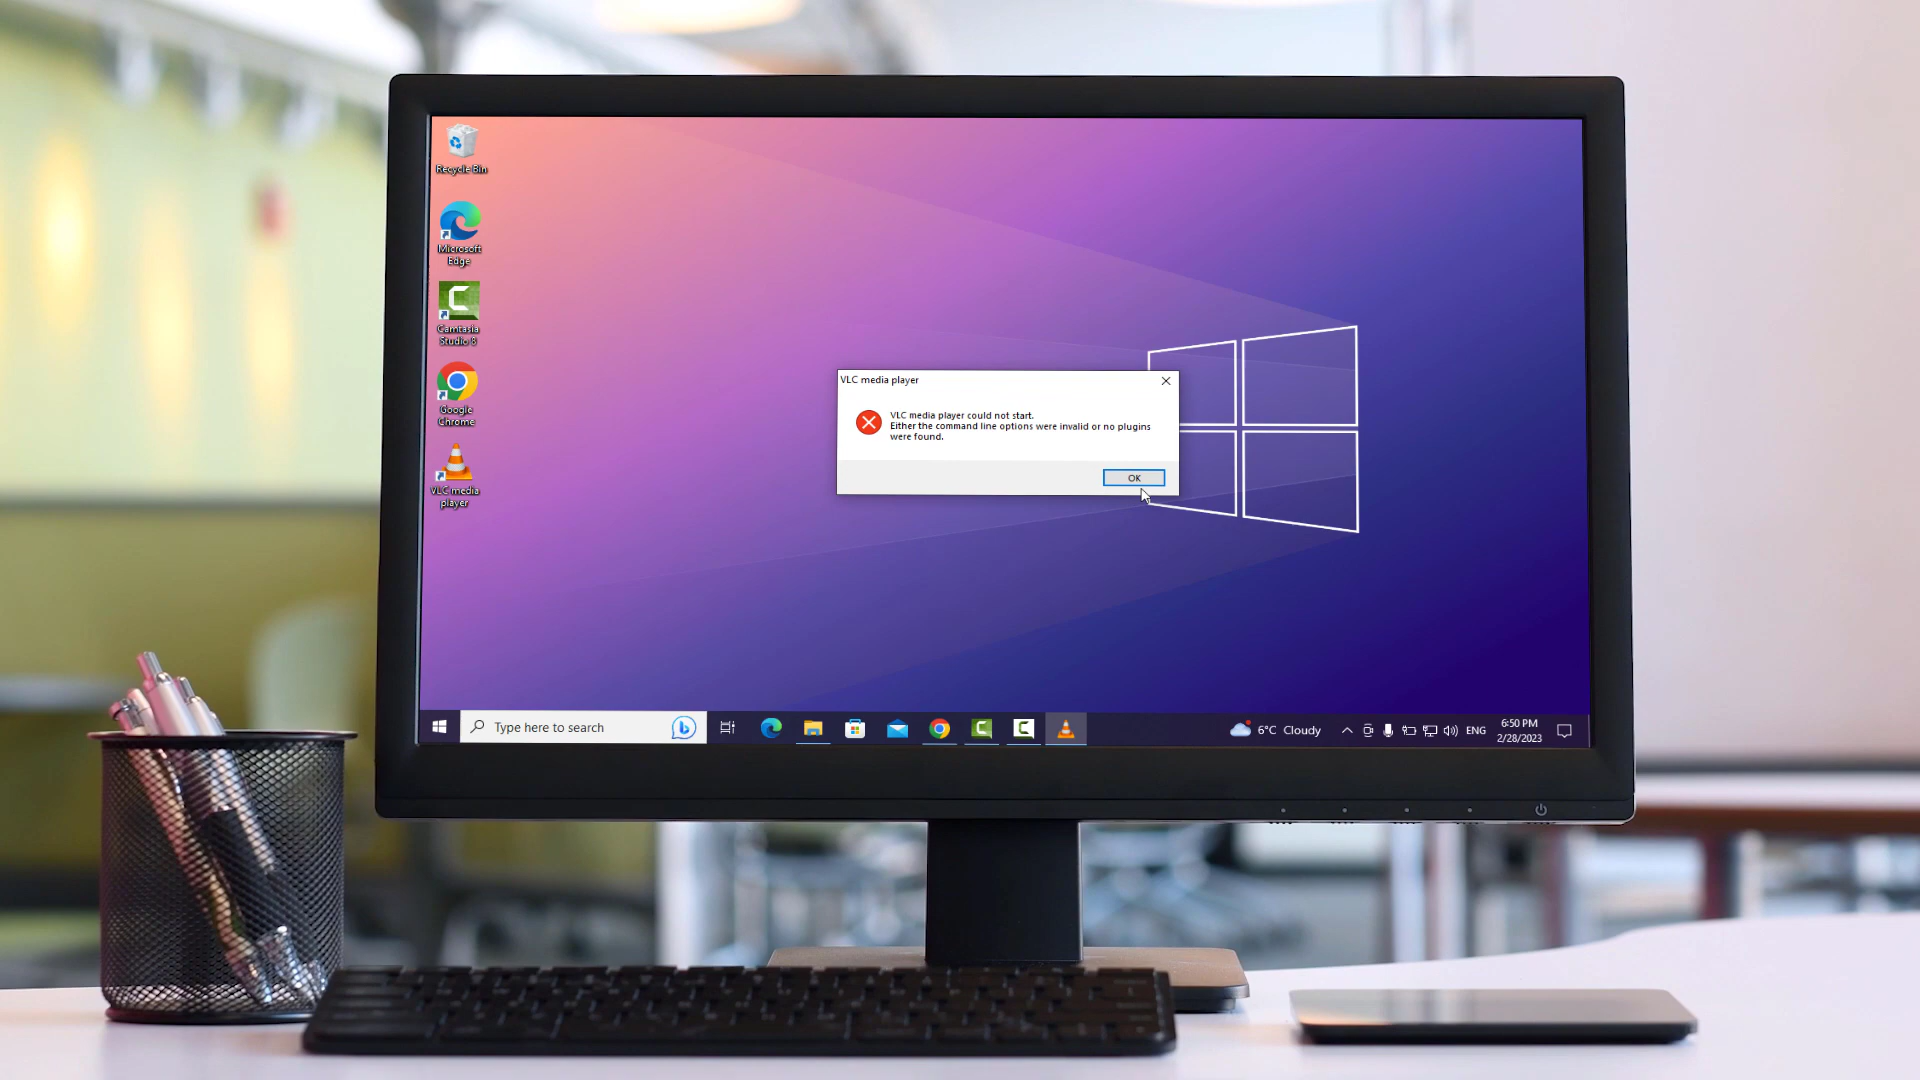 Recycle Bin
Microsoft
Edge
Camtasia
Studio 8
Google
Chrome
VLC media
player
VLC media player
VLC media player could not start.
Either the command line options were invalid or no plugins
were found.
OK
Type here to search
6°C Cloudy
ENG
6:50 PM
2/28/2023